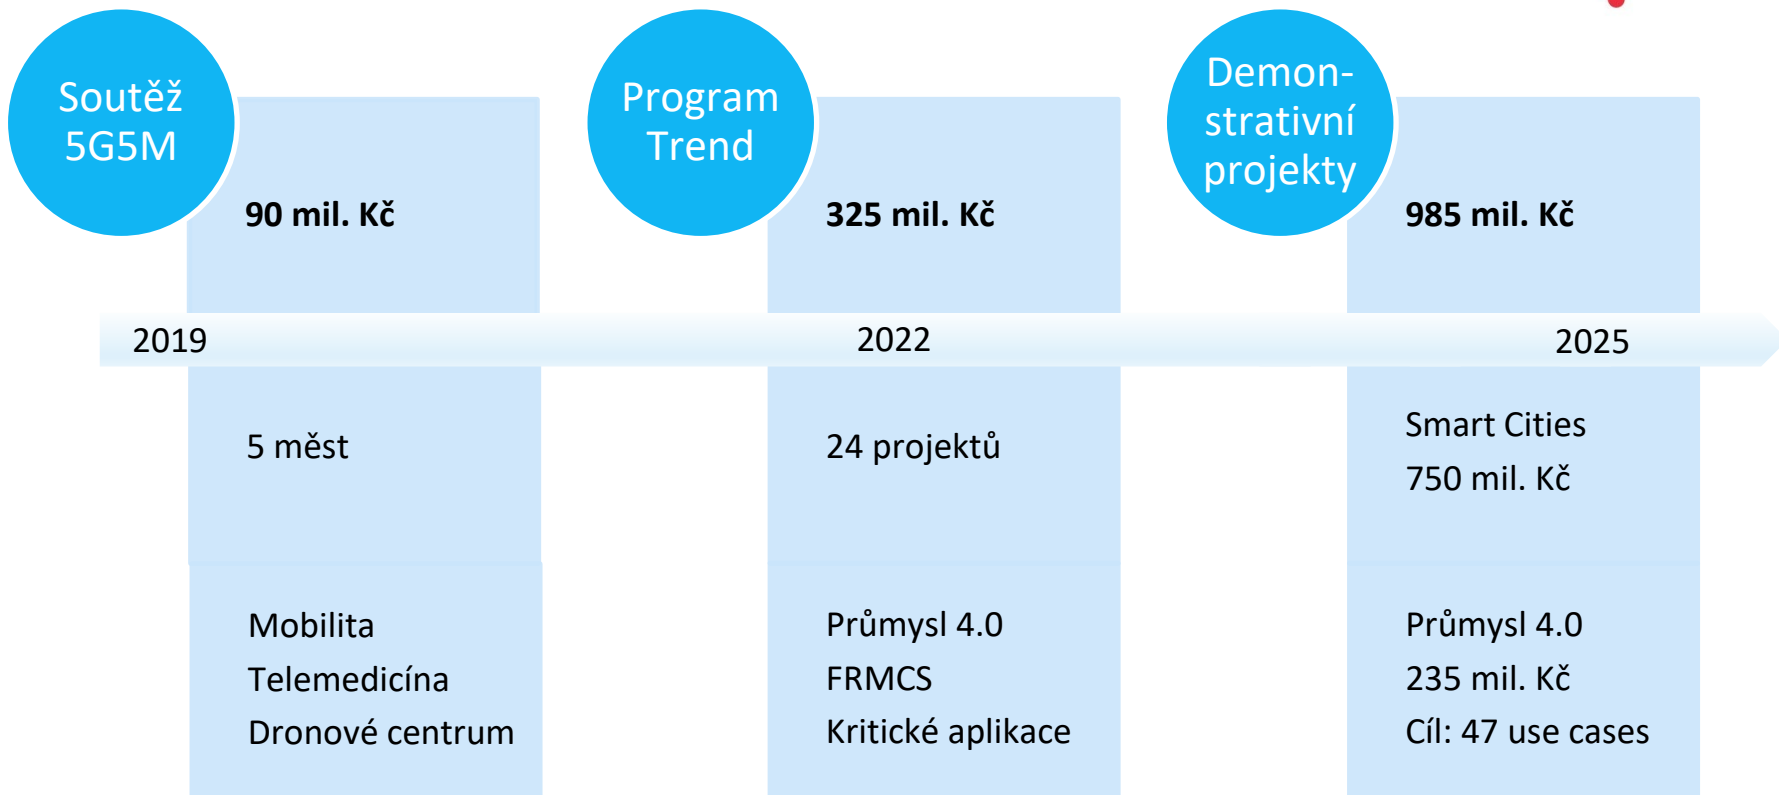 Soutěž
5G5M
90 mil. Kč
2019
5 měst
Mobilita
Telemedicína
Dronové centrum
Program
Trend
325 mil. Kč
2022
24 projektů
Průmysl 4.0
FRMCS
Kritické aplikace
Demon-
strativní
projekty
985 mil. Kč
2025
Smart Cities
750 mil. Kč
Průmysl 4.0
235 mil. Kč
Cíl: 47 use cases